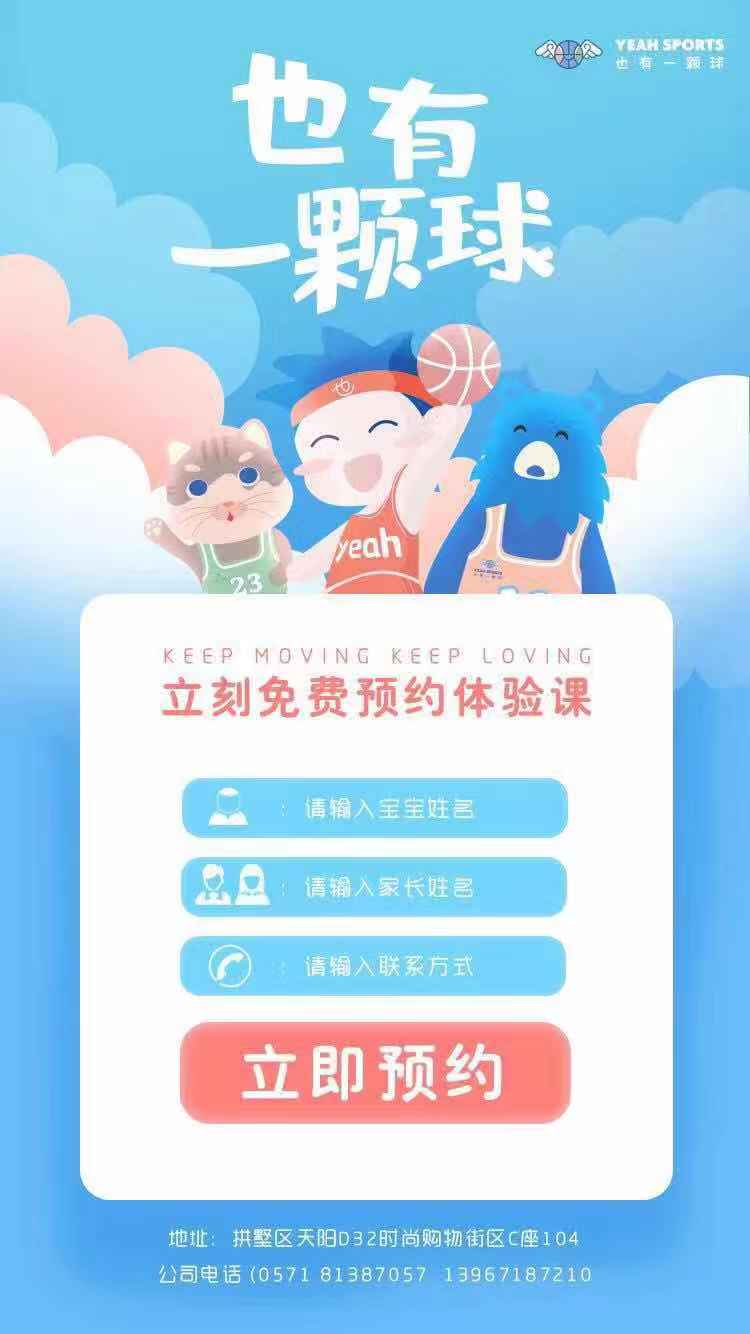 YEAH SPORTS
也有一颗球
也有
一颗球
yeah
23
YEAH SPORTS
KEEP MOVING KEEP LOVING
立刻免费预约体验课
: 请输入宝宝姓名
: 请输入家长姓名
: 请输入联系方式
立即预约
地址: 拱墅区天阳D32时尚购物街区C座104
公司电话 (0571 81387057 13967187210